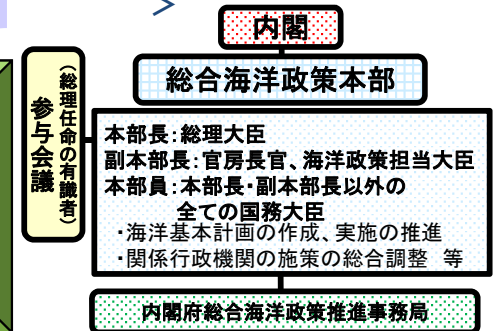 内閣
総合海洋政策本部
参与会議
（総理任命の有識者）
本部長：総理大臣
副本部長：官房長官、海洋政策担当大臣
本部員：本部長・副本部長以外の
全ての国務大臣
・海洋基本計画の作成、実施の推進
・関係行政機関の施策の総合調整　等
内閣府総合海洋政策推進事務局